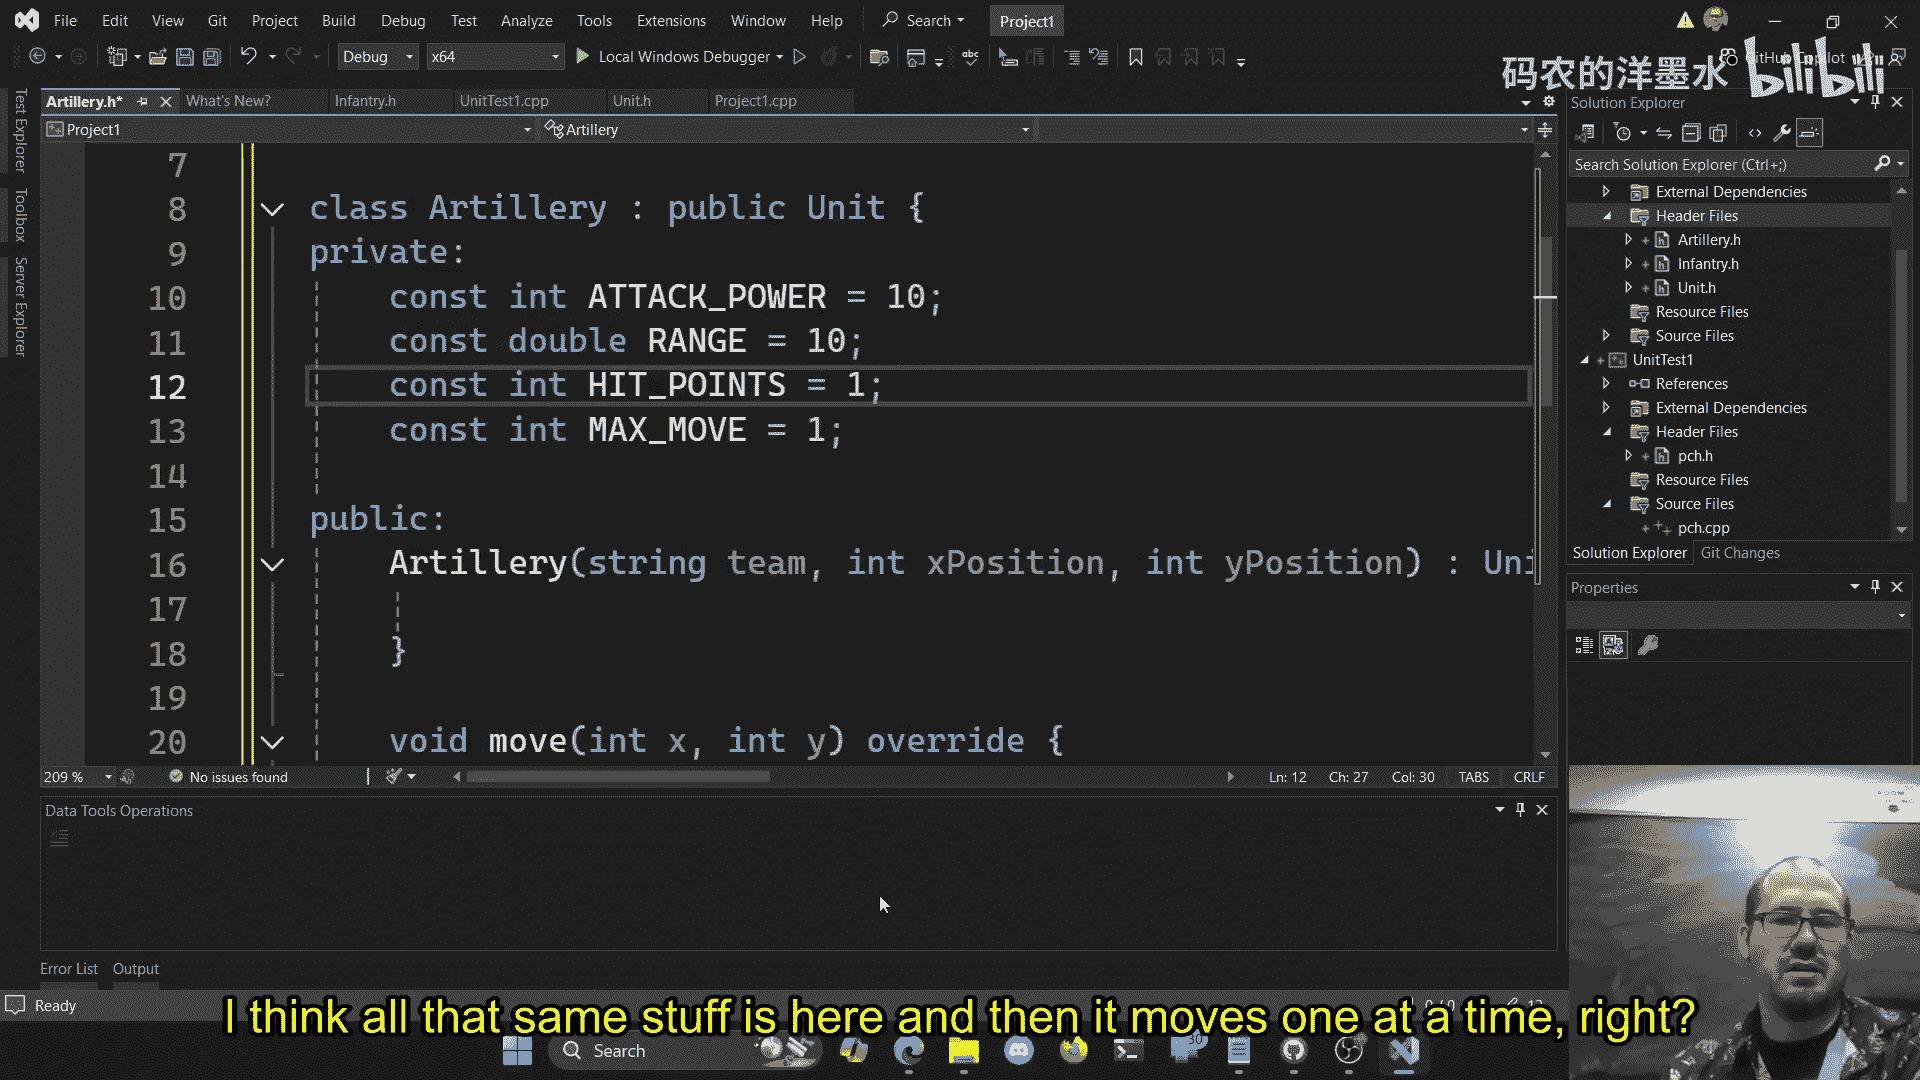 File Edit View Git Project Build Debug Test Analyze Tools Extensions Window Help Search Project1
Debug x64 Local Windows Debugger
码农的洋墨水 bilibili
GitHub Copilot
Artillery.h* What's New? Infantry.h UnitTest1.cpp Unit.h Project1.cpp
Project1 Artillery
7
8 class Artillery : public Unit {
9 private:
10 const int ATTACK_POWER = 10;
11 const double RANGE = 10;
12 const int HIT_POINTS = 1;
13 const int MAX_MOVE = 1;
14
15 public:
16 Artillery(string team, int xPosition, int yPosition) : Uni
17
18 }
19
20 void move(int x, int y) override {
209 % No issues found Ln: 12 Ch: 27 Col: 30 TABS CRLF
Data Tools Operations
Error List Output
Ready
Test Explorer
Toolbox
Server Explorer
Solution Explorer
Search Solution Explorer (Ctrl+;)
External Dependencies
Header Files
Artillery.h
Infantry.h
Unit.h
Resource Files
Source Files
UnitTest1
References
External Dependencies
Header Files
pch.h
Resource Files
Source Files
pch.cpp
Solution Explorer Git Changes
Properties
I think all that same stuff is here and then it moves one at a time, right?
Search
30